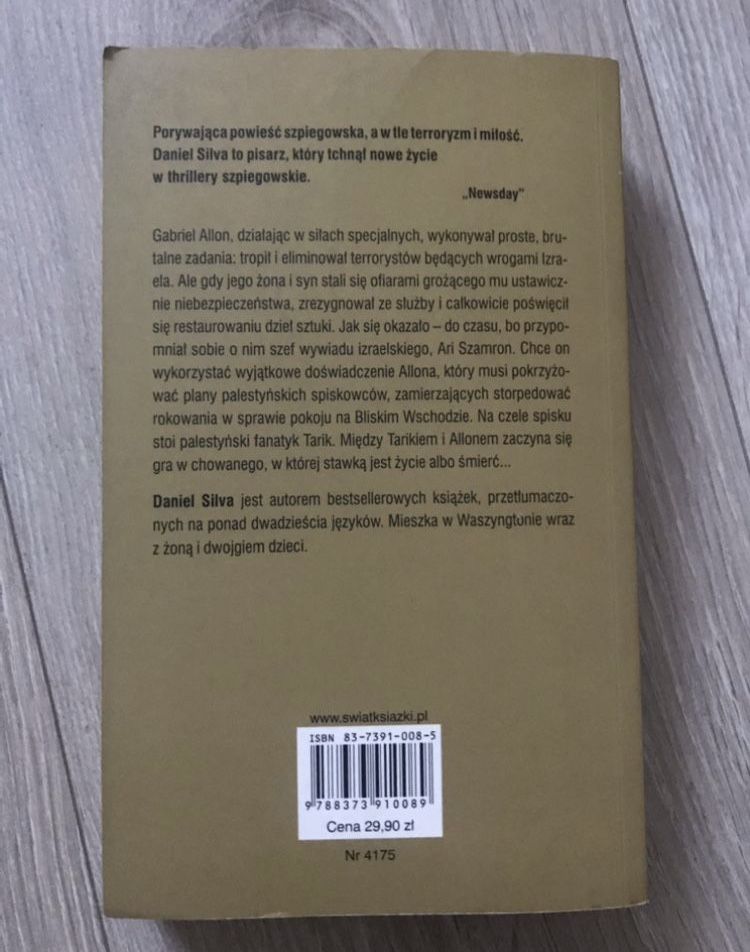 Porywająca powieść szpiegowska, a w tle terroryzm i miłość.
Daniel Silva to pisarz, który tchnął nowe życie
w thrillery szpiegowskie.
„Newsday”
Gabriel Allon, działając w siłach specjalnych, wykonywał proste, bru-
talne zadania: tropił i eliminował terrorystów będących wrogami Izra-
ela. Ale gdy jego żona i syn stali się ofiarami grożącego mu ustawicz-
nie niebezpieczeństwa, zrezygnował ze służby i całkowicie poświęcił
się restaurowaniu dzieł sztuki. Jak się okazało – do czasu, bo przypo-
mniał sobie o nim szef wywiadu izraelskiego, Ari Szamron. Chce on
wykorzystać wyjątkowe doświadczenie Allona, który musi pokrzyżo-
wać plany palestyńskich spiskowców, zamierzających storpedować
rokowania w sprawie pokoju na Bliskim Wschodzie. Na czele spisku
stoi palestyński fanatyk Tarik. Między Tarikiem i Allonem zaczyna się
gra w chowanego, w której stawką jest życie albo śmierć...
Daniel Silva jest autorem bestsellerowych książek, przetłumaczo-
nych na ponad dwadzieścia języków. Mieszka w Waszyngtonie wraz
z żoną i dwojgiem dzieci.
www.swiatksiazki.pl
ISBN 83-7391-008-5
9 788373 910089
Cena 29,90 zł
Nr 4175